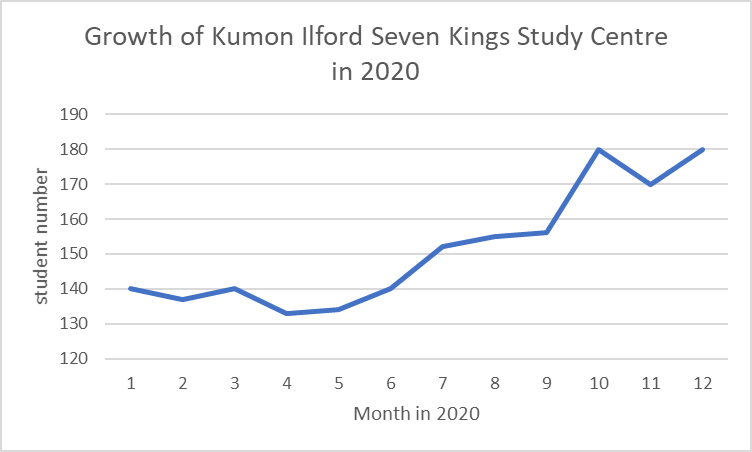 Growth of Kumon Ilford Seven Kings Study Centre
in 2020
190
180
170
160
150
140
130
120
student number
1 2 3 4 5 6 7 8 9 10 11 12
Month in 2020